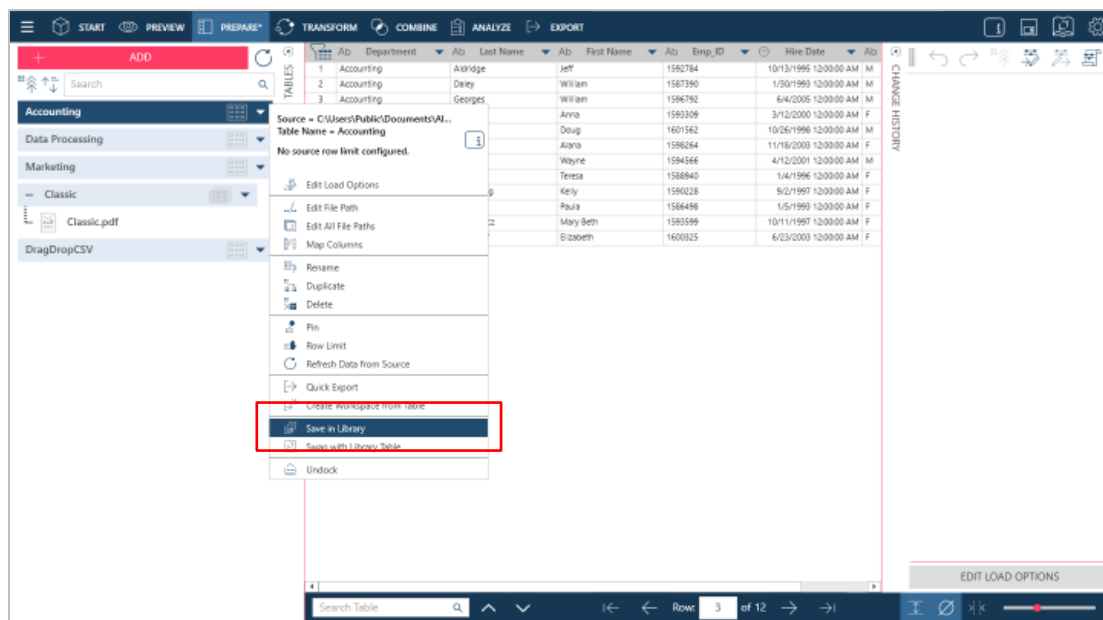 START PREVIEW PREPARE* TRANSFORM COMBINE ANALYZE EXPORT
ADD
Search
Accounting
Data Processing
Marketing
Classic
Classic.pdf
DragDropCSV
TABLES
Ab Department Ab Last Name Ab First Name Ab Emp_ID Hire Date Ab
1 Accounting Aldridge Jeff 1592784 10/13/1995 12:00:00 AM M
2 Accounting Daley William 1587390 1/30/1993 12:00:00 AM M
3 Accounting Georges William 1596792 6/4/2005 12:00:00 AM M
Anna 1593309 3/12/2000 12:00:00 AM F
Doug 1601562 10/26/1996 12:00:00 AM M
Alana 1598264 11/18/2003 12:00:00 AM F
Wayne 1594566 4/12/2001 12:00:00 AM M
Teresa 1588940 1/4/1996 12:00:00 AM F
Kelly 1590228 9/2/1997 12:00:00 AM F
Paula 1586498 1/5/1993 12:00:00 AM F
Mary Beth 1593599 10/11/1997 12:00:00 AM F
Elizabeth 1600325 6/23/2003 12:00:00 AM F
Source = C:\Users\Public\Documents\Al...
Table Name = Accounting
No source row limit configured.
Edit Load Options
Edit File Path
Edit All File Paths
Map Columns
Rename
Duplicate
Delete
Pin
Row Limit
Refresh Data from Source
Quick Export
Create Workspace from Table
Save in Library
Swap with Library Table
Undock
CHANGE HISTORY
EDIT LOAD OPTIONS
Search Table
Row: 3 of 12